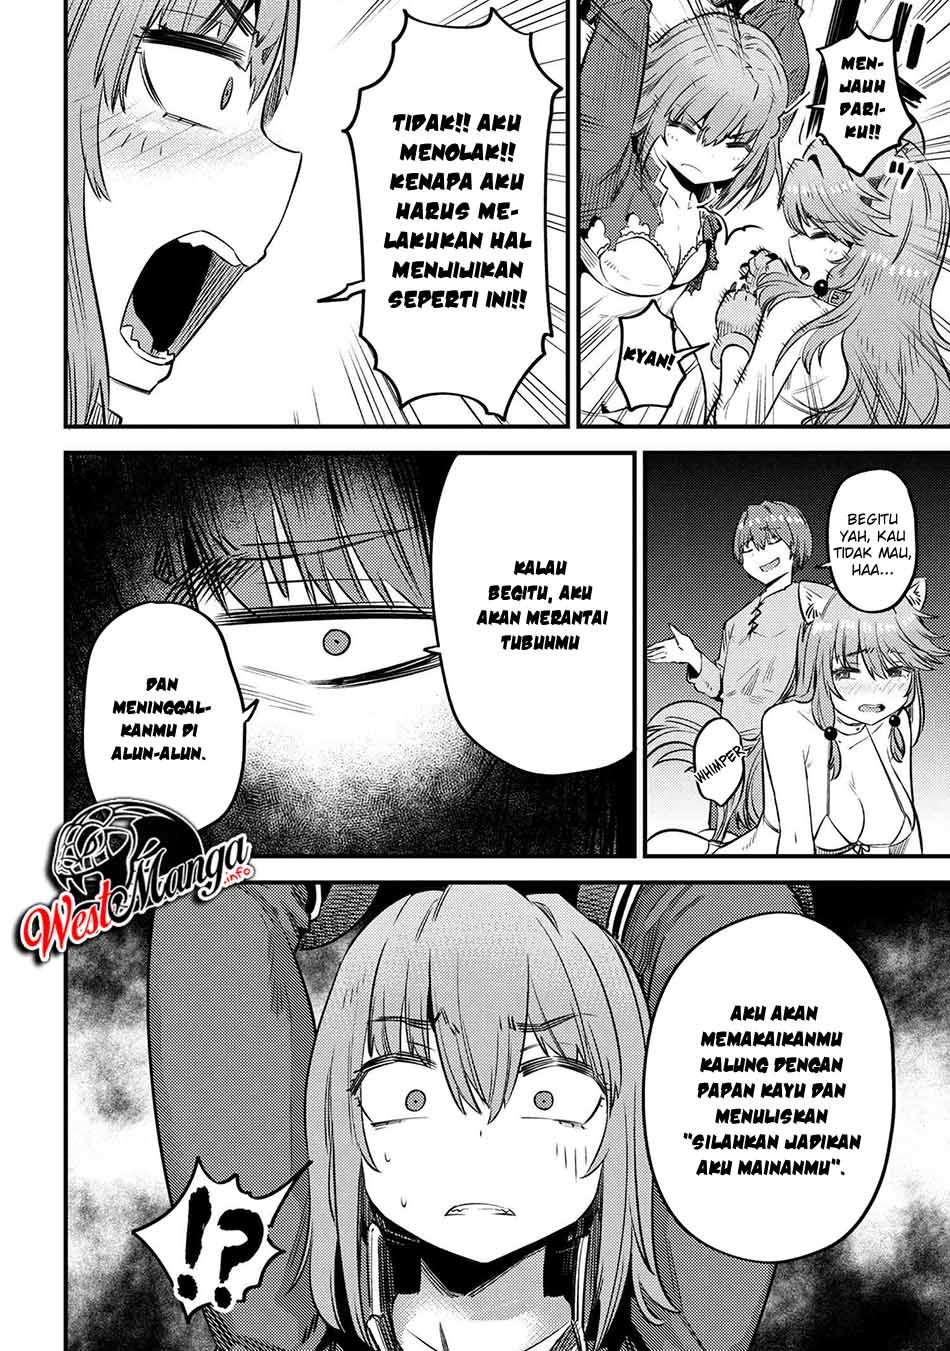 MEN-
JAUH
DARI-
KU!!
KYAN!
TIDAK!! AKU
MENOLAK!!
KENAPA AKU
HARUS ME-
LAKUKAN HAL
MENJIJIKAN
SEPERTI INI!!
BEGITU
YAH, KAU
TIDAK MAU,
HAA...
WHIMPER
KALAU
BEGITU, AKU
AKAN MERANTAI
TUBUHMU
DAN
MENINGGAL-
KANMU DI
ALUN-ALUN.
WestManga
.info
AKU AKAN
MEMAKAIKANMU
KALUNG DENGAN
PAPAN KAYU DAN
MENULISKAN
"SILAHKAN JADIKAN
AKU MAINANMU".
!?